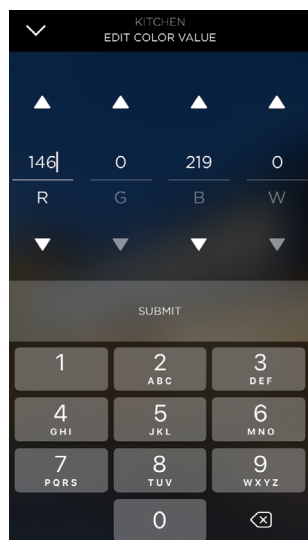 KITCHEN
EDIT COLOR VALUE
146 0 219 0
R G B W
SUBMIT
1 2 3
ABC DEF
4 5 6
GHI JKL MNO
7 8 9
PQRS TUV WXYZ
0